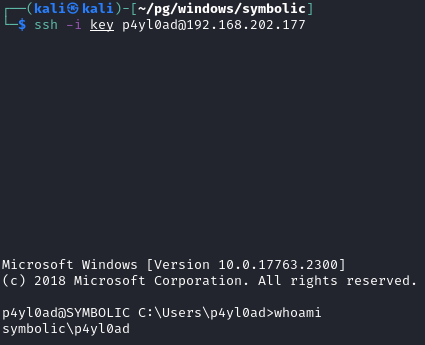 ┌──(kali㉿kali)-[~/pg/windows/symbolic]
└─$ ssh -i key p4yl0ad@192.168.202.177
Microsoft Windows [Version 10.0.17763.2300]
(c) 2018 Microsoft Corporation. All rights reserved.
p4yl0ad@SYMBOLIC C:\Users\p4yl0ad>whoami
symbolic\p4yl0ad